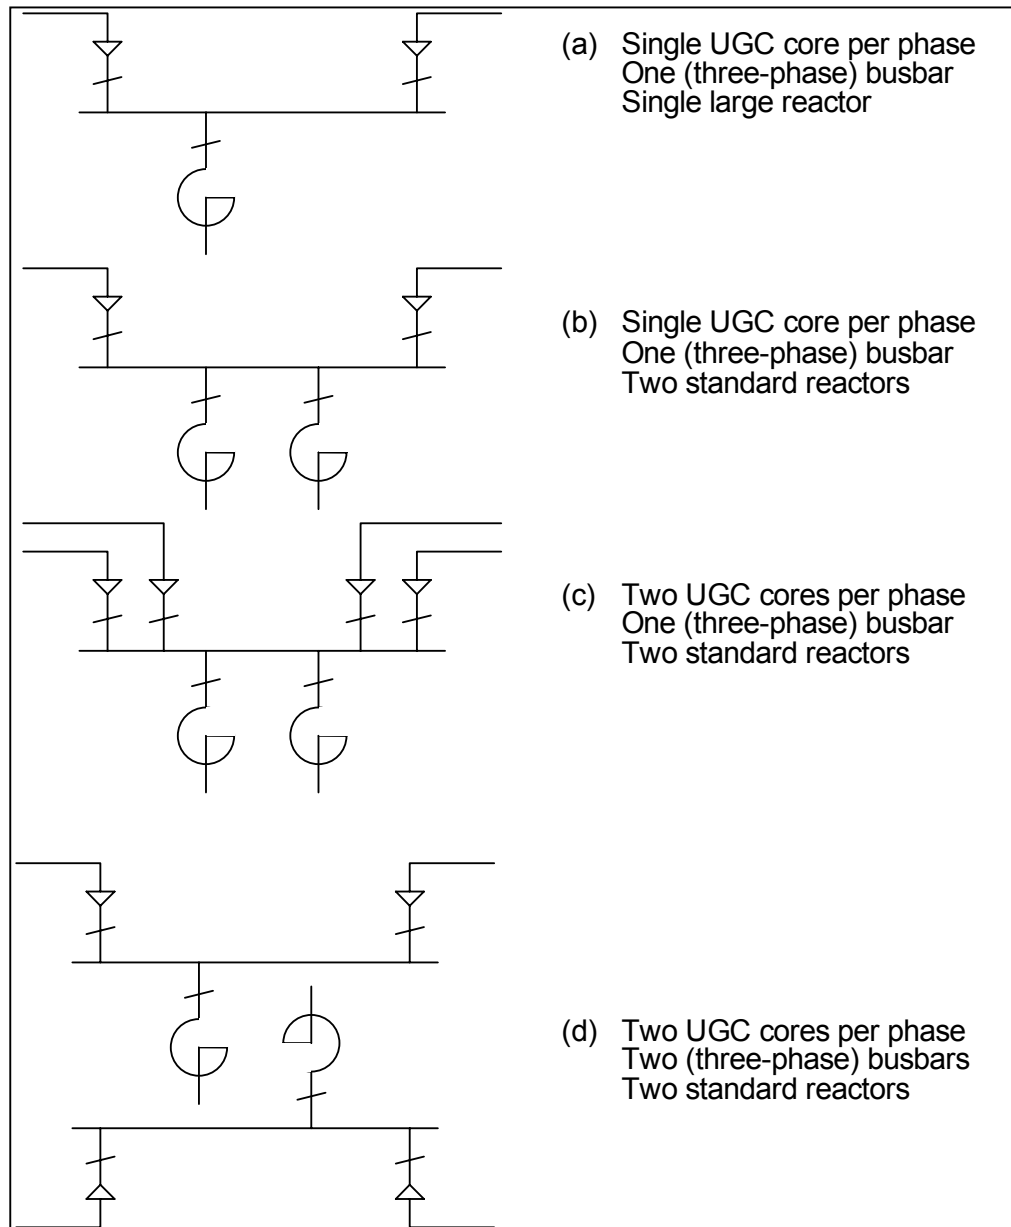 (a) Single UGC core per phase
One (three-phase) busbar
Single large reactor
(b) Single UGC core per phase
One (three-phase) busbar
Two standard reactors
(c) Two UGC cores per phase
One (three-phase) busbar
Two standard reactors
(d) Two UGC cores per phase
Two (three-phase) busbars
Two standard reactors